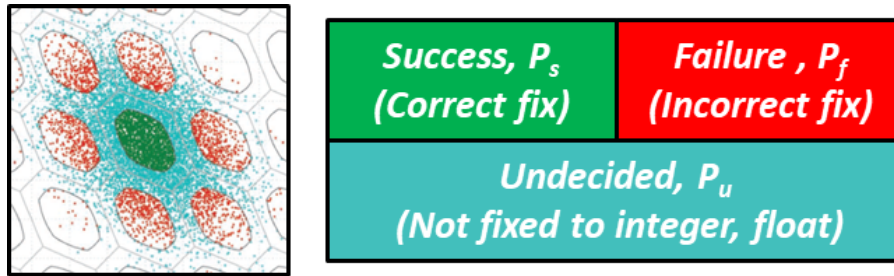 Success, Ps
(Correct fix)
Failure , Pf
(Incorrect fix)
Undecided, Pu
(Not fixed to integer, float)